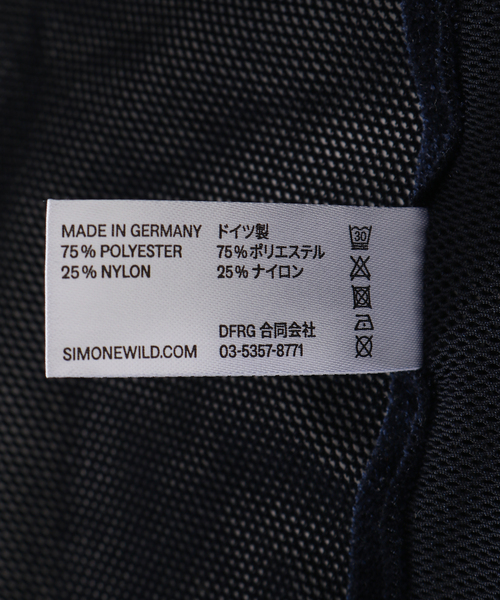 MADE IN GERMANY
75% POLYESTER
25% NYLON
SIMONEWILD.COM
ドイツ製
75%ポリエステル
25%ナイロン
DFRG 合同会社
03-5357-8771
30